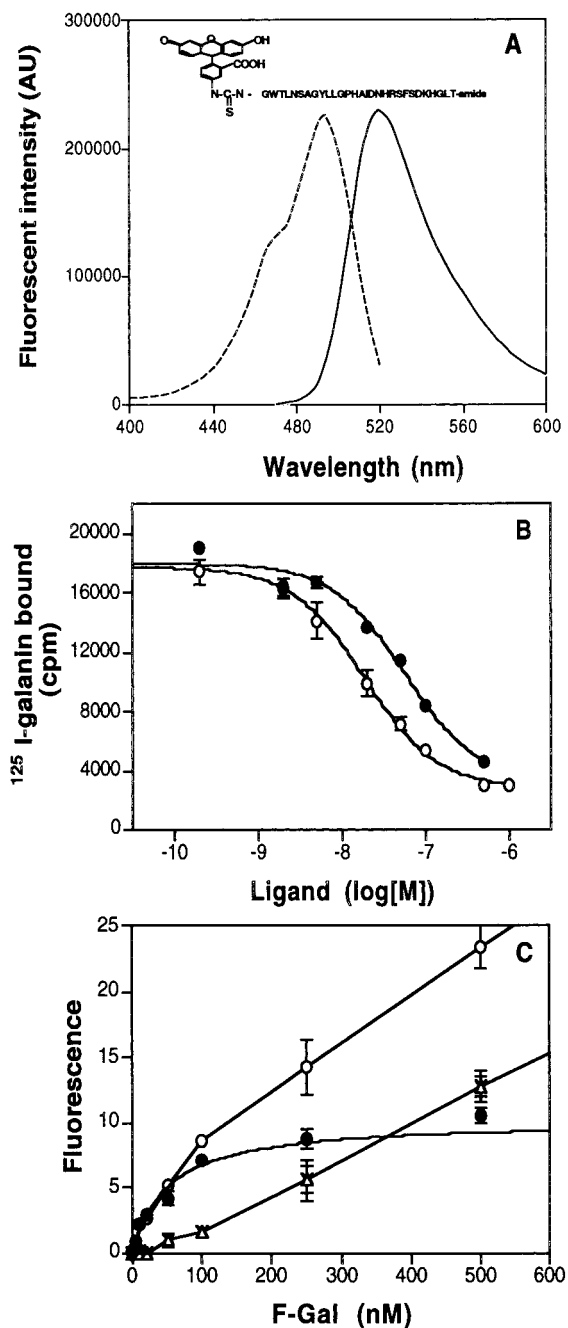 A
O
O
OH
COOH
N-C-N - GWTLNSAGYLLGPHAIDNHRSFSDKHGLT-amide
S
Fluorescent intensity (AU)
300000
200000
100000
0
400 440 480 520 560 600
Wavelength (nm)
B
125 I-galanin bound
(cpm)
20000
16000
12000
8000
4000
0
-10 -9 -8 -7 -6
Ligand (log[M])
C
Fluorescence
25
20
15
10
5
0
0 100 200 300 400 500 600
F-Gal (nM)